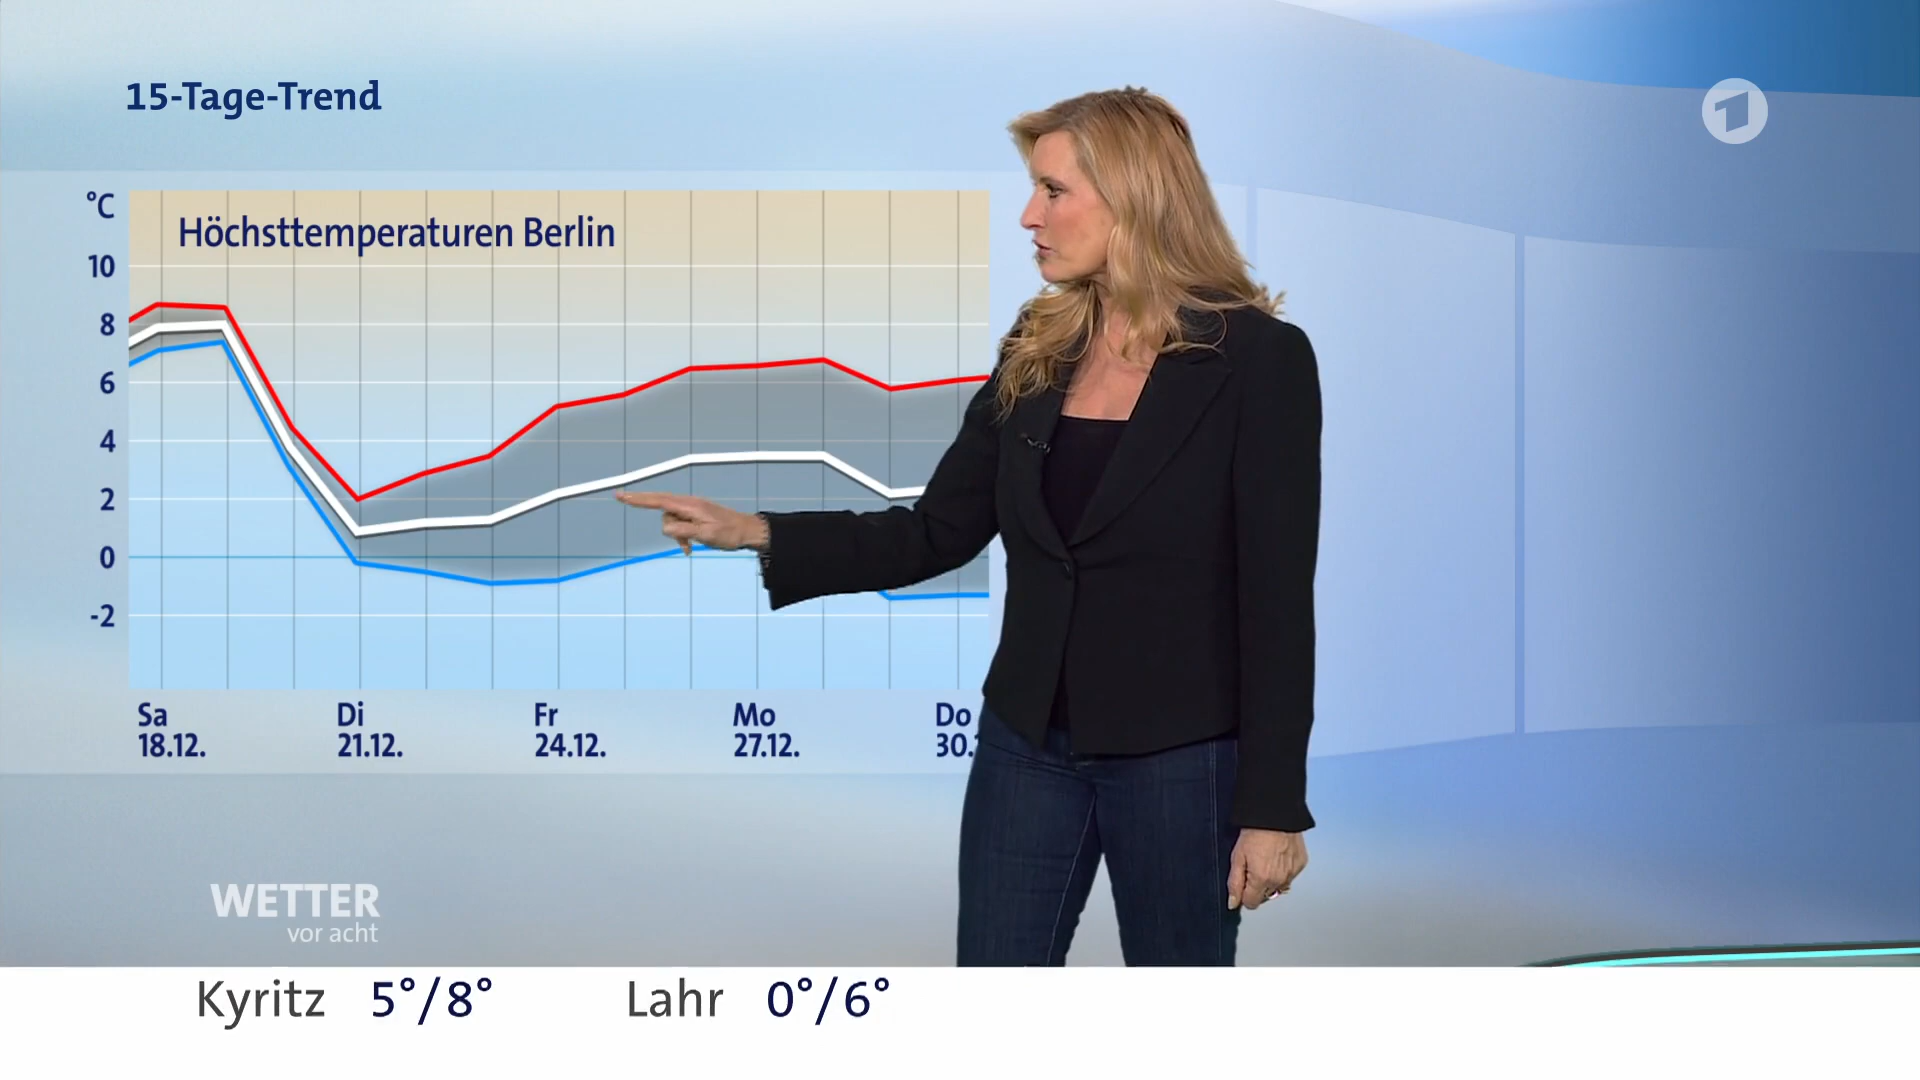 15-Tage-Trend
°C
Höchsttemperaturen Berlin
10
8
6
4
2
0
-2
Sa Di Fr Mo Do
18.12. 21.12. 24.12. 27.12. 30.
WETTER
vor acht
Kyritz 5°/8° Lahr 0°/6°